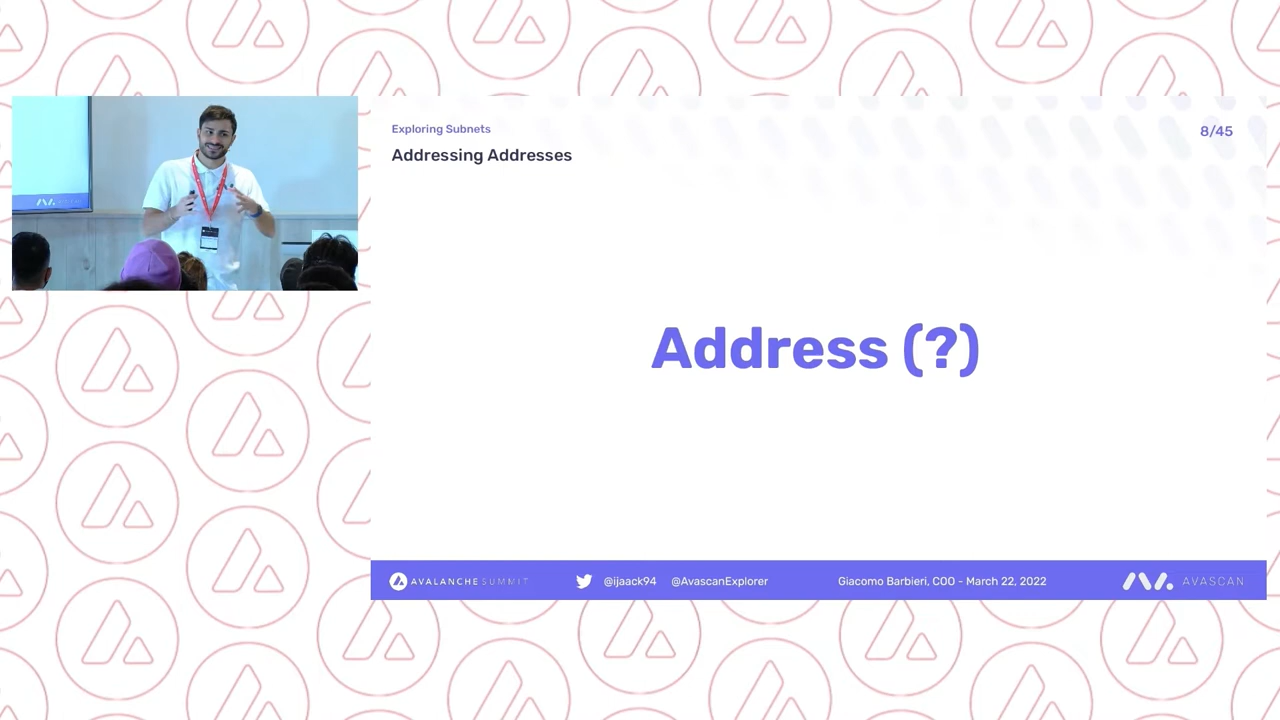 Exploring Subnets
8/45
Addressing Addresses
Address (?)
AVALANCHE SUMMIT
@ijaack94
@AvascanExplorer
Giacomo Barbieri, COO - March 22, 2022
AVASCAN